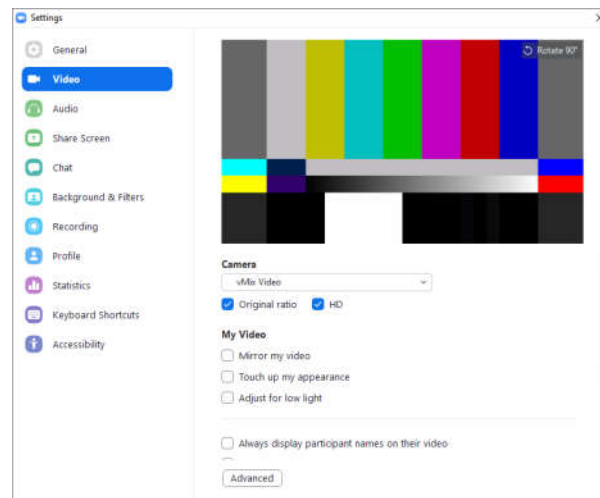 Settings
General
Rotate 90°
Video
Audio
Share Screen
Chat
Background & Filters
Recording
Profile
Statistics
Keyboard Shortcuts
Accessibility
Camera
vMix Video
Original ratio HD
My Video
Mirror my video
Touch up my appearance
Adjust for low light
Always display participant names on their video
Advanced